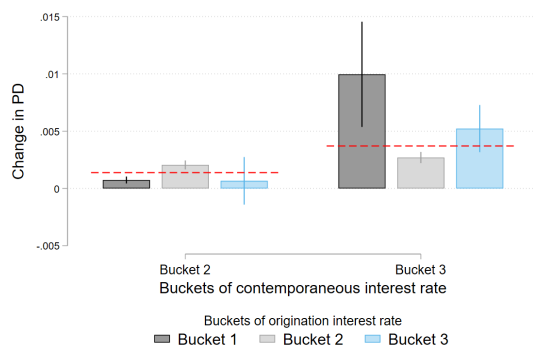 .015
.01
.005
0
-.005
Change in PD
Bucket 2 Bucket 3
Buckets of contemporaneous interest rate
Buckets of origination interest rate
Bucket 1 Bucket 2 Bucket 3